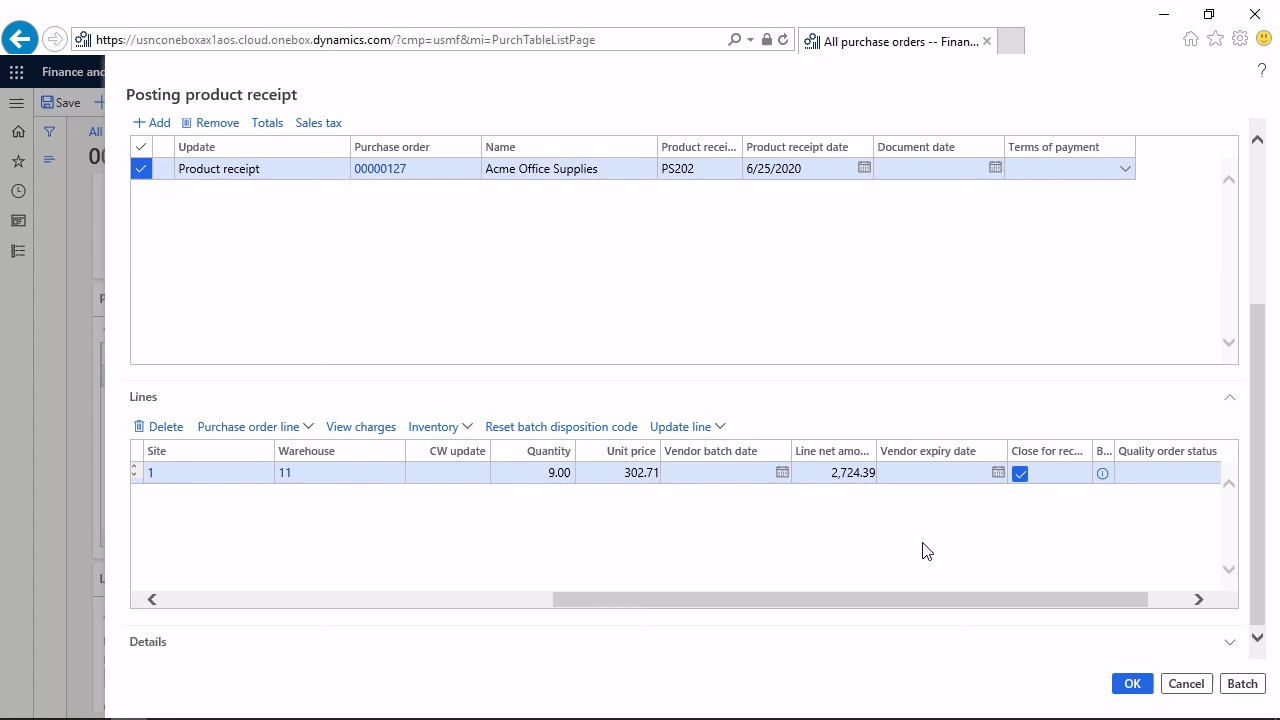 https://usnconeboxax1aos.cloud.onebox.dynamics.com/?cmp=usmf&mi=PurchTableListPage
All purchase orders -- Finan...
Finance and
?
Save
All
00
Posting product receipt
Add Remove Totals Sales tax
Update Purchase order Name Product recei... Product receipt date Document date Terms of payment
Product receipt 00000127 Acme Office Supplies PS202 6/25/2020
Lines
Delete Purchase order line View charges Inventory Reset batch disposition code Update line
Site Warehouse CW update Quantity Unit price Vendor batch date Line net amo... Vendor expiry date Close for rec... B... Quality order status
1 11 9.00 302.71 2,724.39
Details
OK Cancel Batch